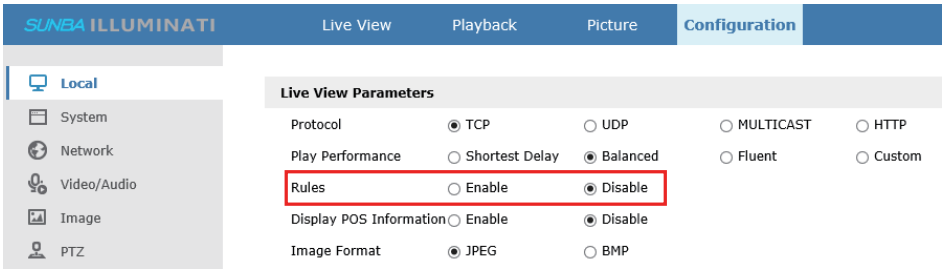 SUNBA ILLUMINATI Live View Playback Picture Configuration
Local
System
Network
Video/Audio
Image
PTZ
Live View Parameters
Protocol TCP UDP MULTICAST HTTP
Play Performance Shortest Delay Balanced Fluent Custom
Rules Enable Disable
Display POS Information Enable Disable
Image Format JPEG BMP